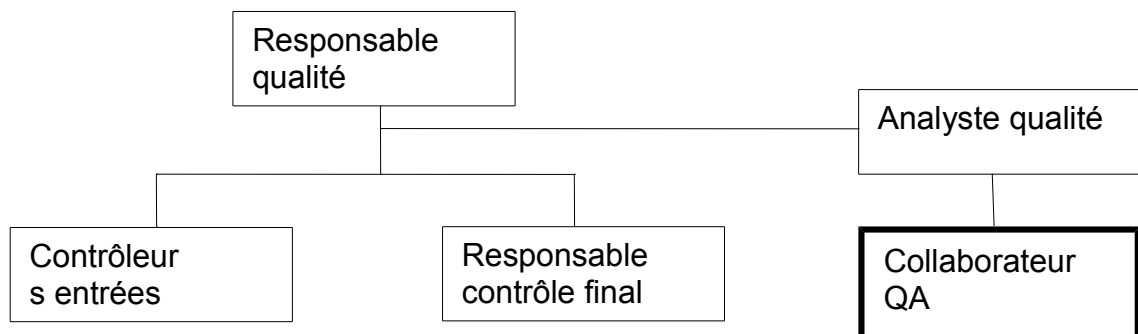 Responsable
qualité
Analyste qualité
Contrôleur
s entrées
Responsable
contrôle final
Collaborateur
QA